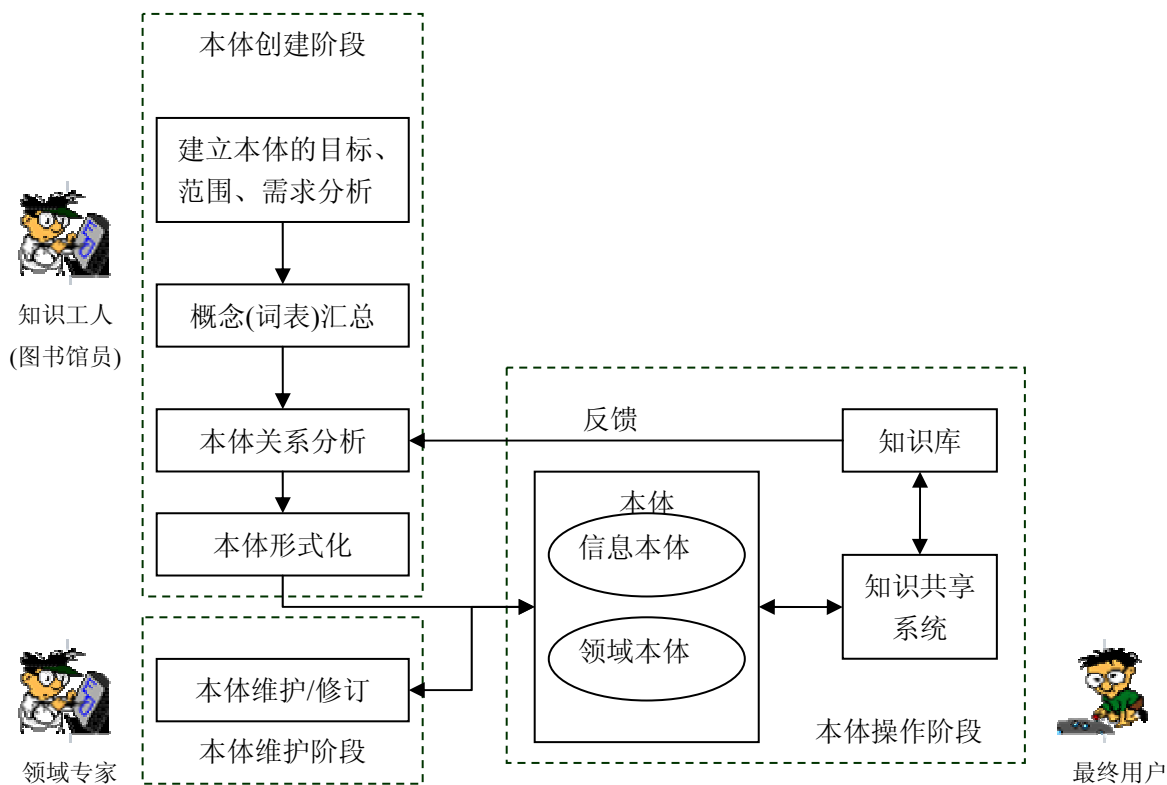 本体创建阶段
建立本体的目标、
范围、需求分析
知识工人
(图书馆员)
概念(词表)汇总
本体关系分析
反馈
知识库
本体形式化
本体
信息本体
领域本体
知识共享
系统
本体操作阶段
本体维护/修订
本体维护阶段
领域专家
最终用户